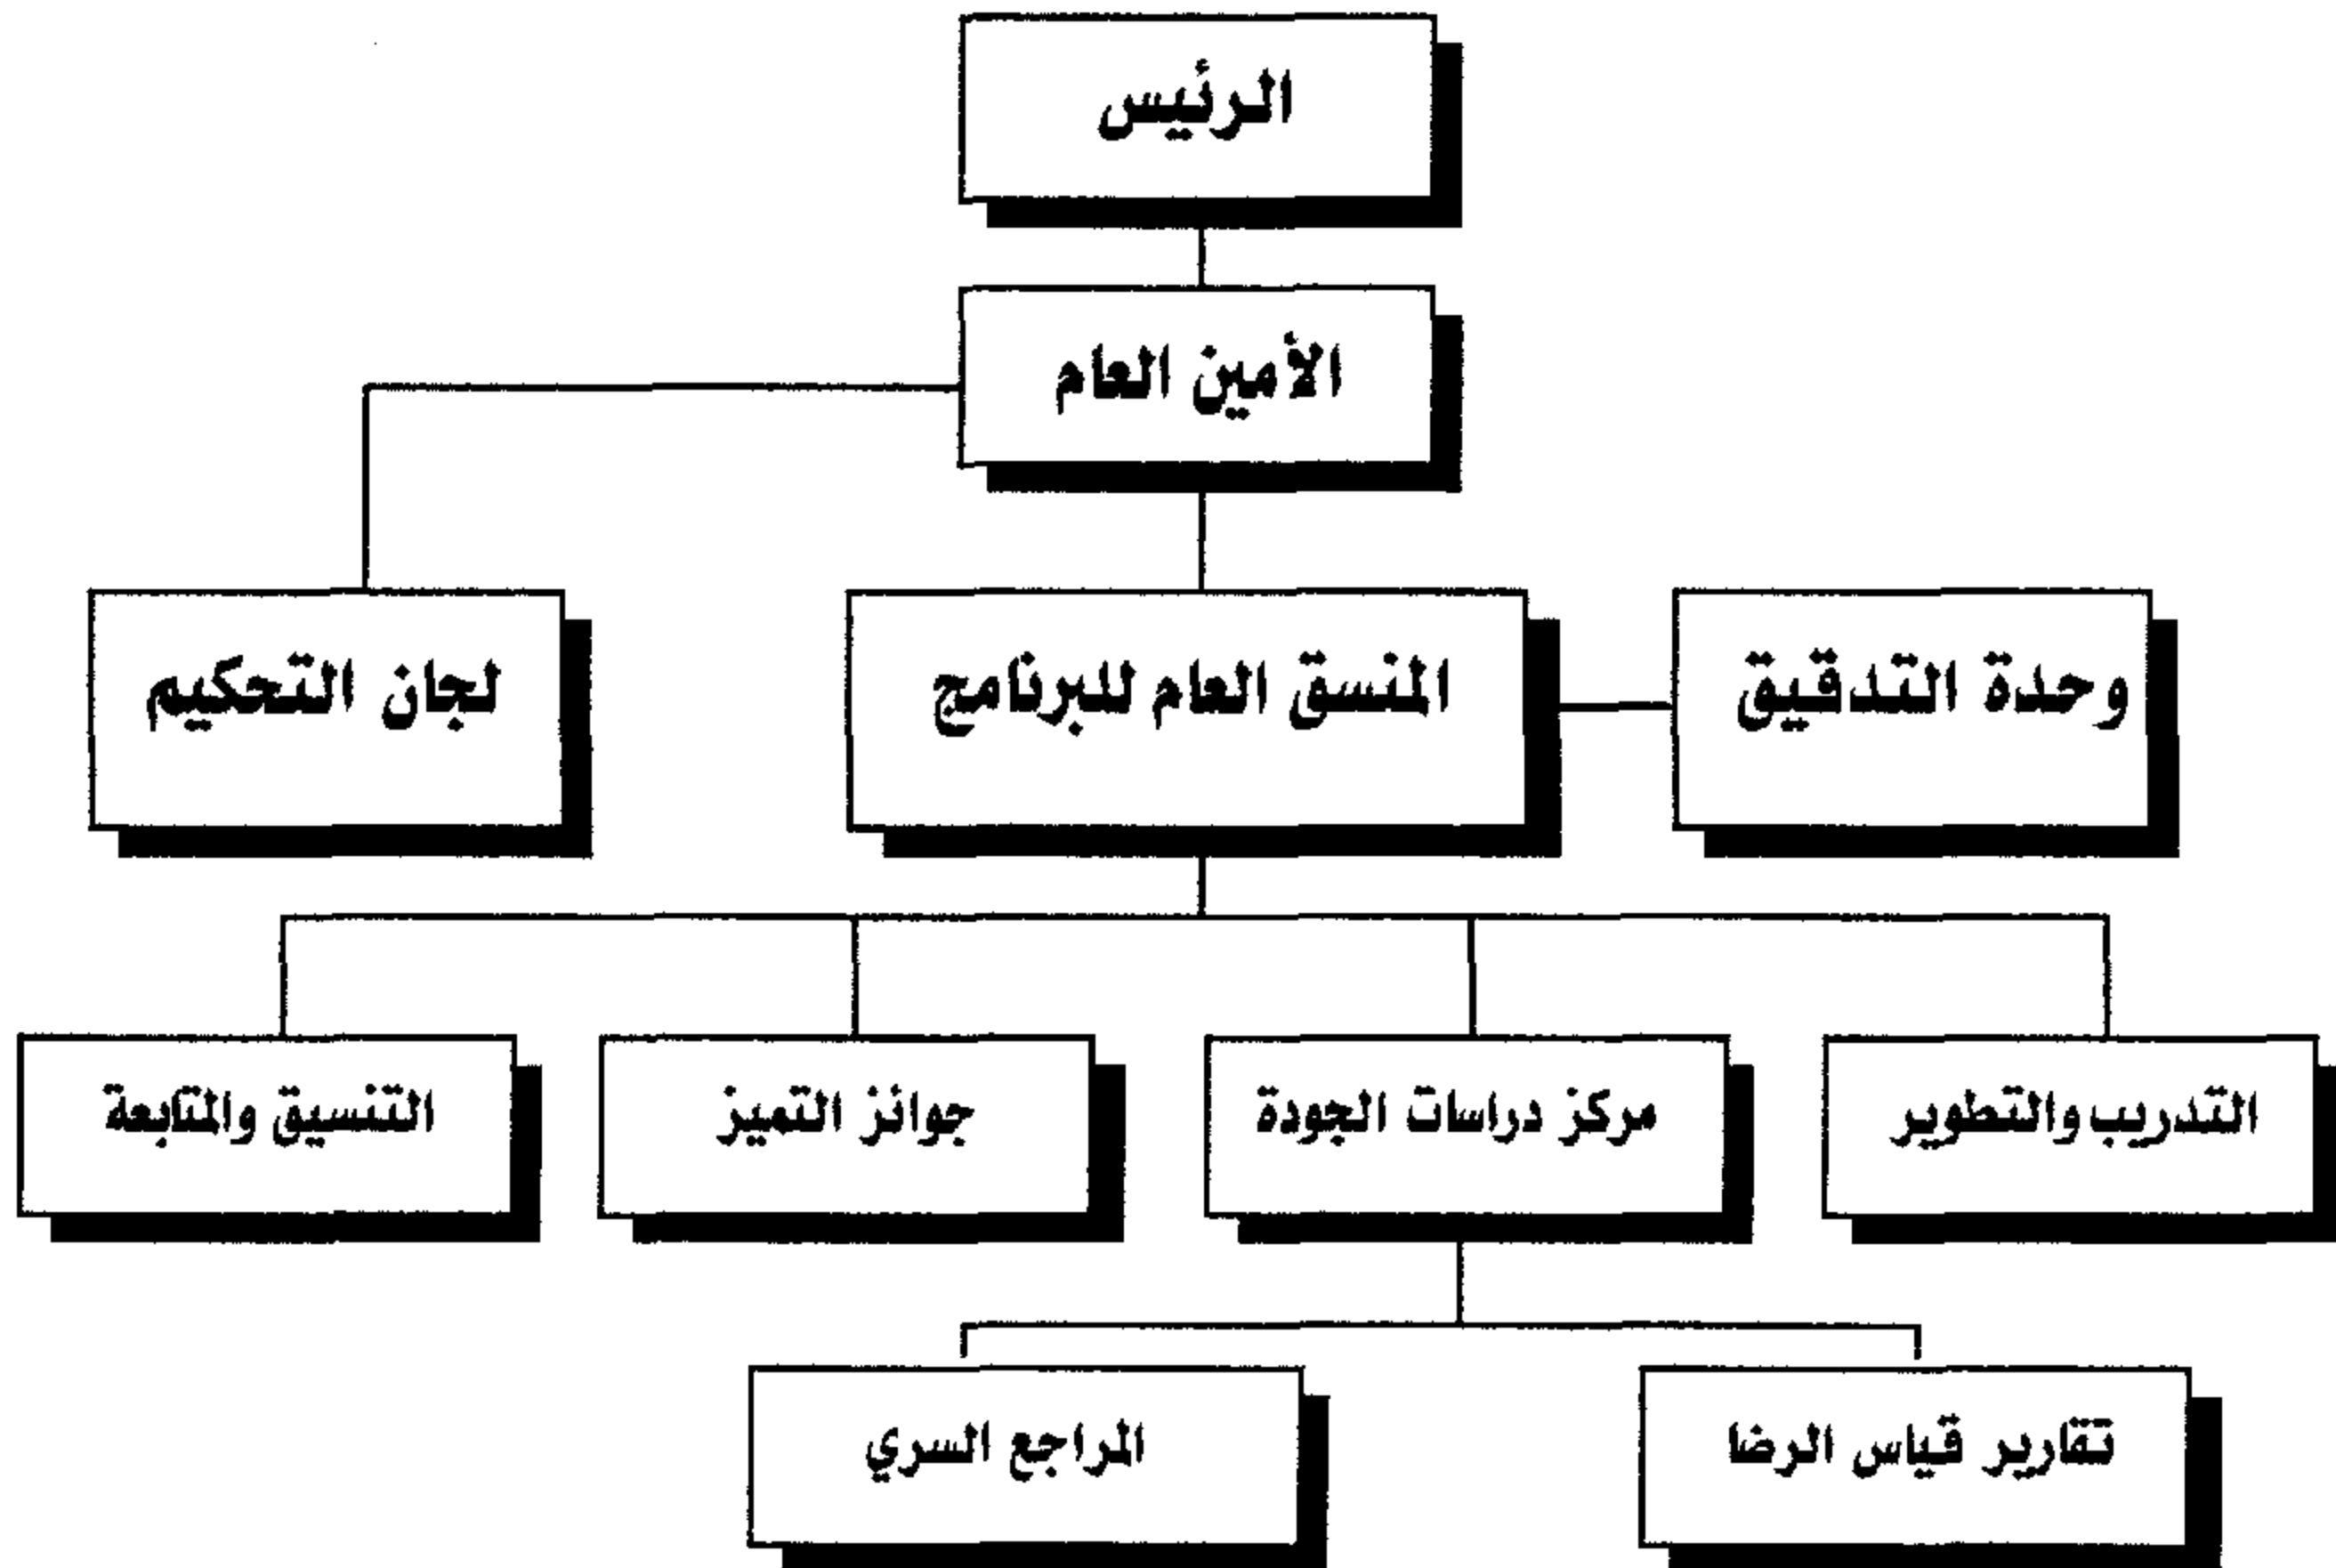 الرئيس
الأمين العام
وحدة التدقيق
المنسق العام للبرنامج
لجان التحكيم
التدريب والتطوير
مركز دراسات الجودة
جوائز التميز
التنسيق والمتابعة
تقارير قياس الرضا
المراجع السري